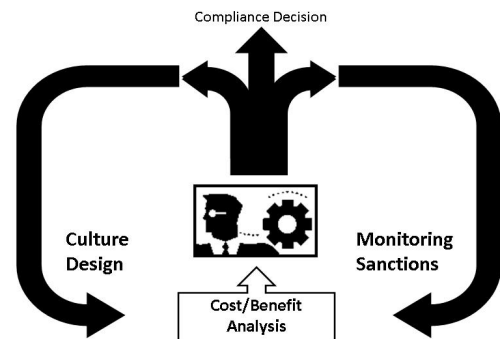 Compliance Decision
Culture
Design
Monitoring
Sanctions
Cost/Benefit
Analysis